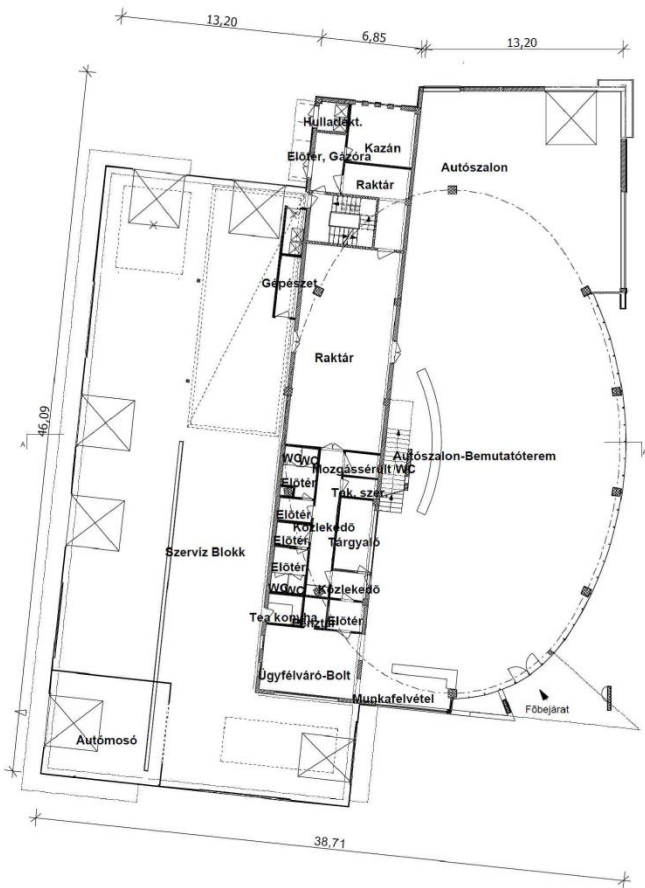 13,20
6,85
13,20
Hulladékt.
Kazán
Előtér, Gázóra
Autószalon
Raktár
Gépészet
Raktár
46,09
A
A
Autószalon-Bemutatóterem
WC
WC
Mozgássérült WC
Előtér
Tak. szer.
Előtér
Közlekedő
Előtér
Tárgyaló
Szervíz Blokk
Előtér
WC
WC
Közlekedő
Tea konyha
Pénztár
Előtér
Ügyfélváró-Bolt
Munkafelvétel
Főbejárat
Autómosó
38,71